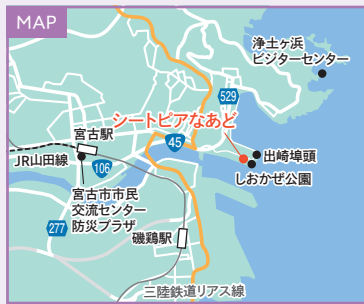 MAP
浄土ヶ浜
ビジターセンター
529
宮古駅
シートピアなあど
45
出崎埠頭
JR山田線
106
しおかぜ公園
宮古市市民
交流センター
防災プラザ
277
磯鶏駅
三陸鉄道リアス線